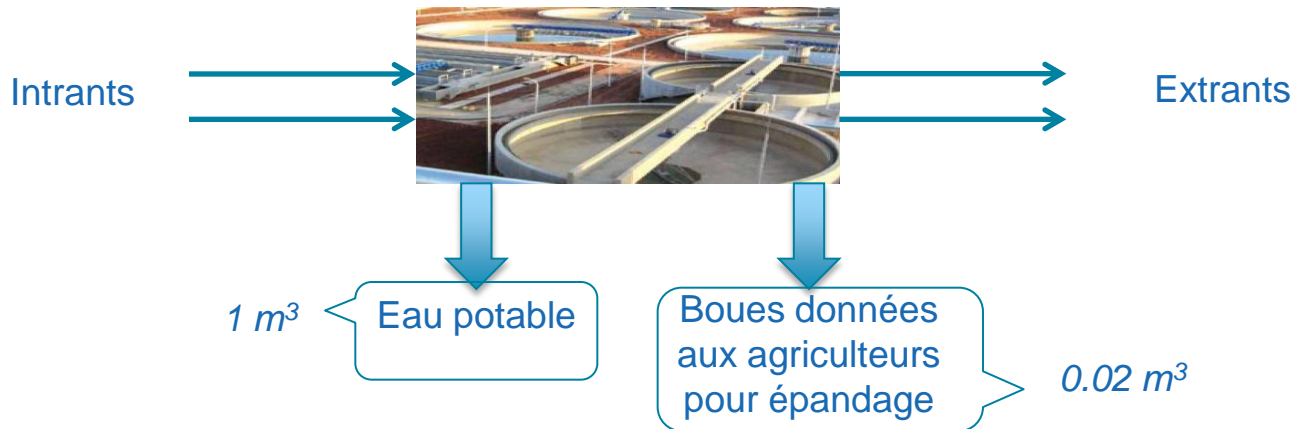 Intrants
Extrants
1 m³
Eau potable
Boues données
aux agriculteurs
pour épandage
0.02 m³